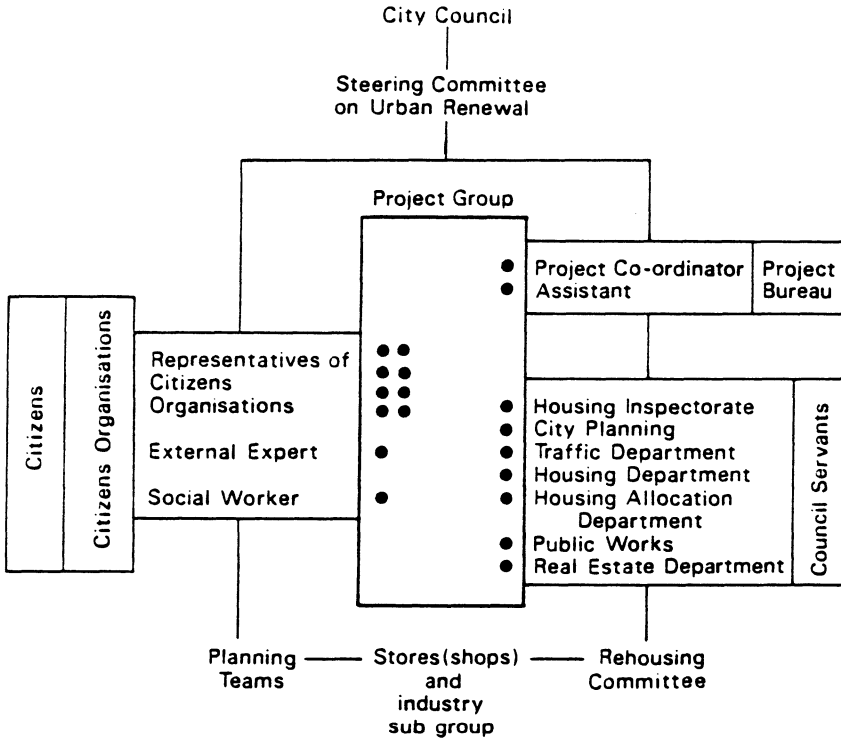 City Council
Steering Committee
on Urban Renewal
Project Group
Project Co-ordinator
Assistant
Project
Bureau
Citizens
Citizens Organisations
Representatives of
Citizens
Organisations
External Expert
Social Worker
Housing Inspectorate
City Planning
Traffic Department
Housing Department
Housing Allocation
Department
Public Works
Real Estate Department
Council Servants
Planning
Teams
Stores(shops)
and
industry
sub group
Rehousing
Committee